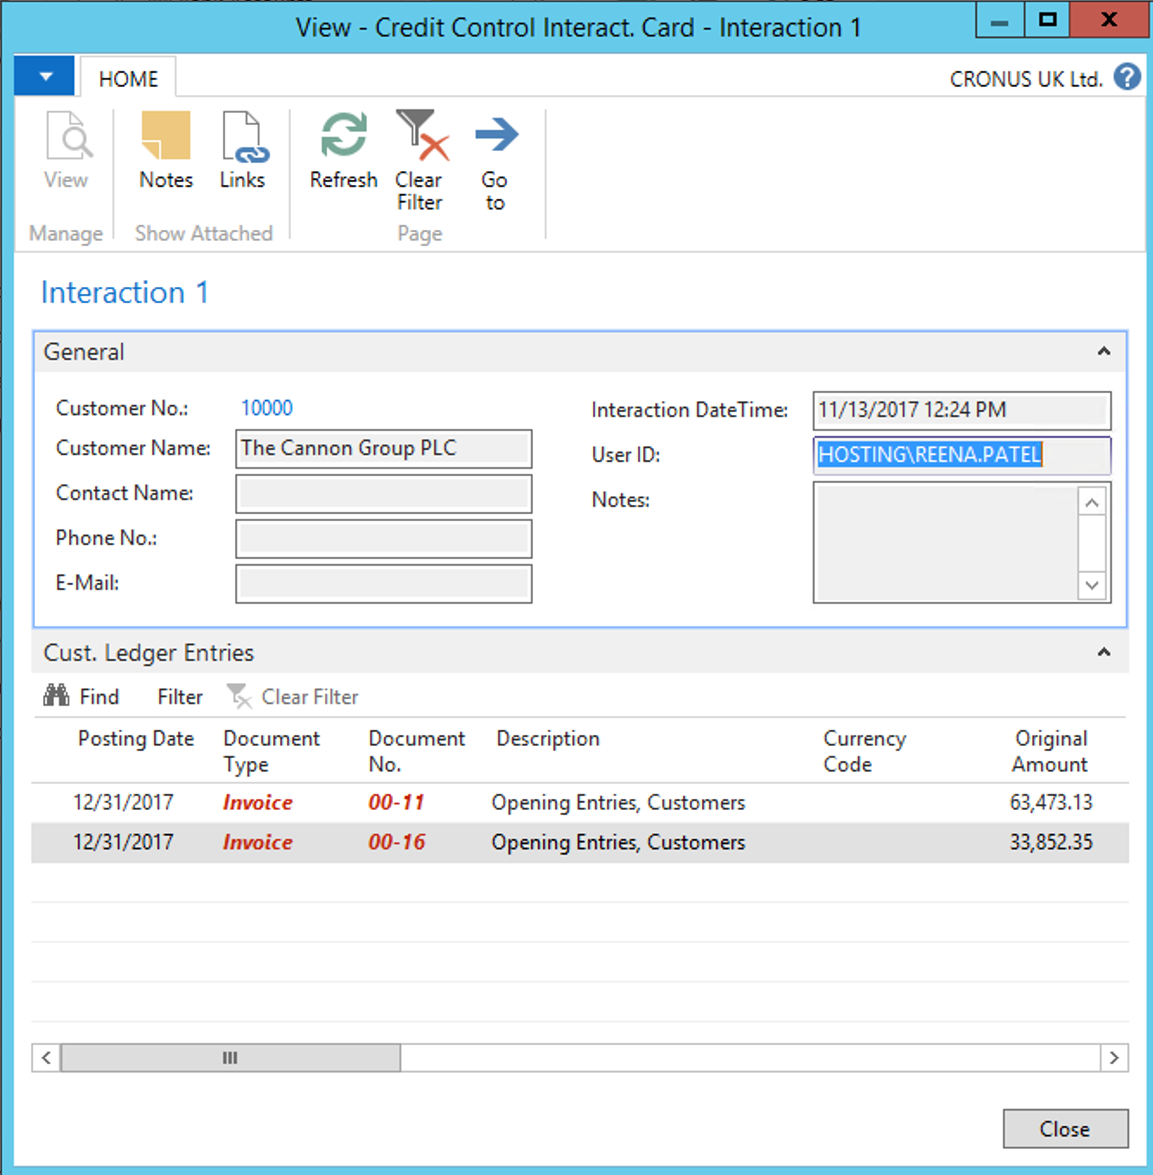 View - Credit Control Interact. Card - Interaction 1
HOME
CRONUS UK Ltd.
?
View
Notes
Links
Refresh
Clear
Filter
Go
to
Manage
Show Attached
Page
Interaction 1
General
Customer No.: 10000
Customer Name: The Cannon Group PLC
Contact Name:
Phone No.:
E-Mail:
Interaction DateTime: 11/13/2017 12:24 PM
User ID: HOSTING\REENA.PATEL
Notes:
Cust. Ledger Entries
Find Filter Clear Filter
Posting Date Document Type Document No. Description Currency Code Original Amount
12/31/2017 Invoice 00-11 Opening Entries, Customers 63,473.13
12/31/2017 Invoice 00-16 Opening Entries, Customers 33,852.35
Close